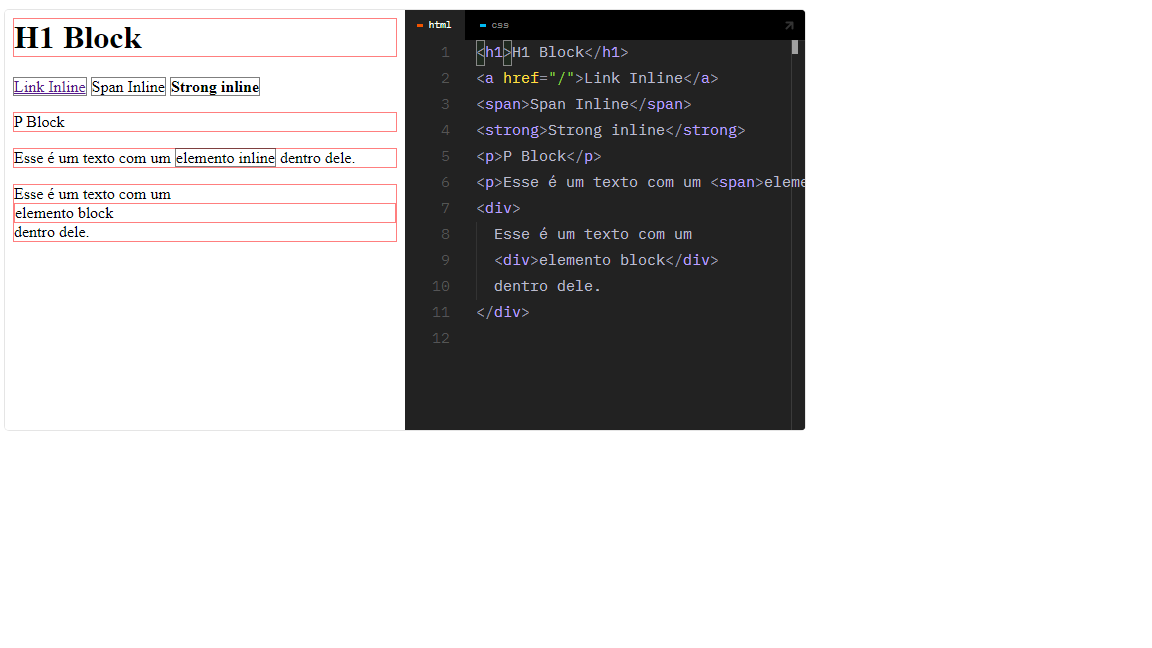 H1 Block
Link Inline Span Inline Strong inline
P Block
Esse é um texto com um elemento inline dentro dele.
Esse é um texto com um
elemento block
dentro dele.
html css
1 <h1>H1 Block</h1>
2 <a href="/">Link Inline</a>
3 <span>Span Inline</span>
4 <strong>Strong inline</strong>
5 <p>P Block</p>
6 <p>Esse é um texto com um <span>eleme
7 <div>
8 Esse é um texto com um
9 <div>elemento block</div>
10 dentro dele.
11 </div>
12